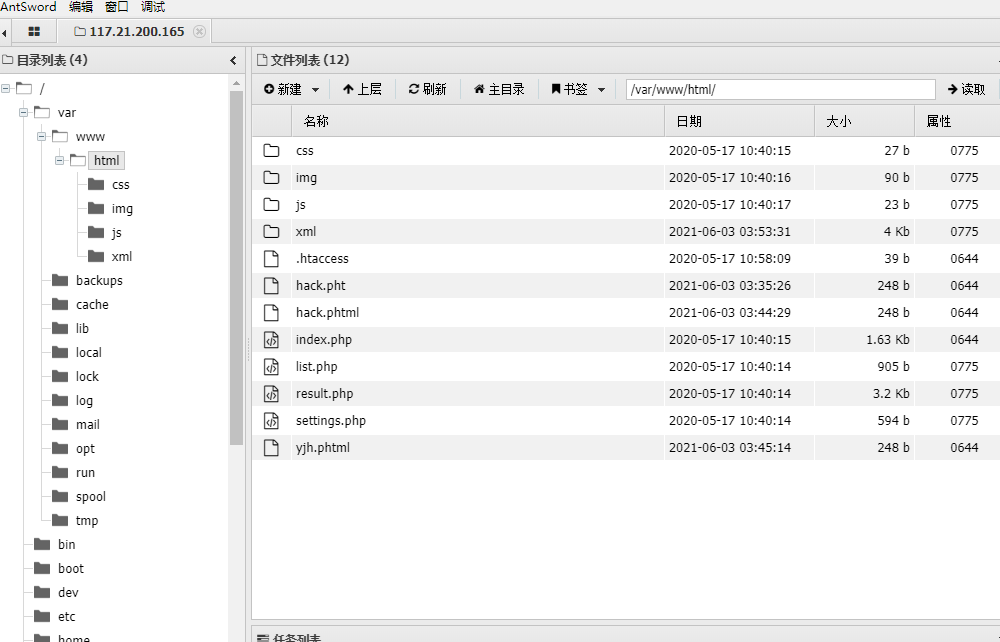 AntSword 编辑 窗口 调试
117.21.200.165
目录列表 (4)
/
var
www
html
css
img
js
xml
backups
cache
lib
local
lock
log
mail
opt
run
spool
tmp
bin
boot
dev
etc
home
文件列表 (12)
新建 上层 刷新 主目录 书签 /var/www/html/ 读取
名称 日期 大小 属性
css 2020-05-17 10:40:15 27 b 0775
img 2020-05-17 10:40:16 90 b 0775
js 2020-05-17 10:40:17 23 b 0775
xml 2021-06-03 03:53:31 4 Kb 0775
.htaccess 2020-05-17 10:58:09 39 b 0644
hack.pht 2021-06-03 03:35:26 248 b 0644
hack.phtml 2021-06-03 03:44:29 248 b 0644
index.php 2020-05-17 10:40:15 1.63 Kb 0644
list.php 2020-05-17 10:40:14 905 b 0775
result.php 2020-05-17 10:40:14 3.2 Kb 0775
settings.php 2020-05-17 10:40:14 594 b 0775
yjh.phtml 2021-06-03 03:45:14 248 b 0644
任务列表